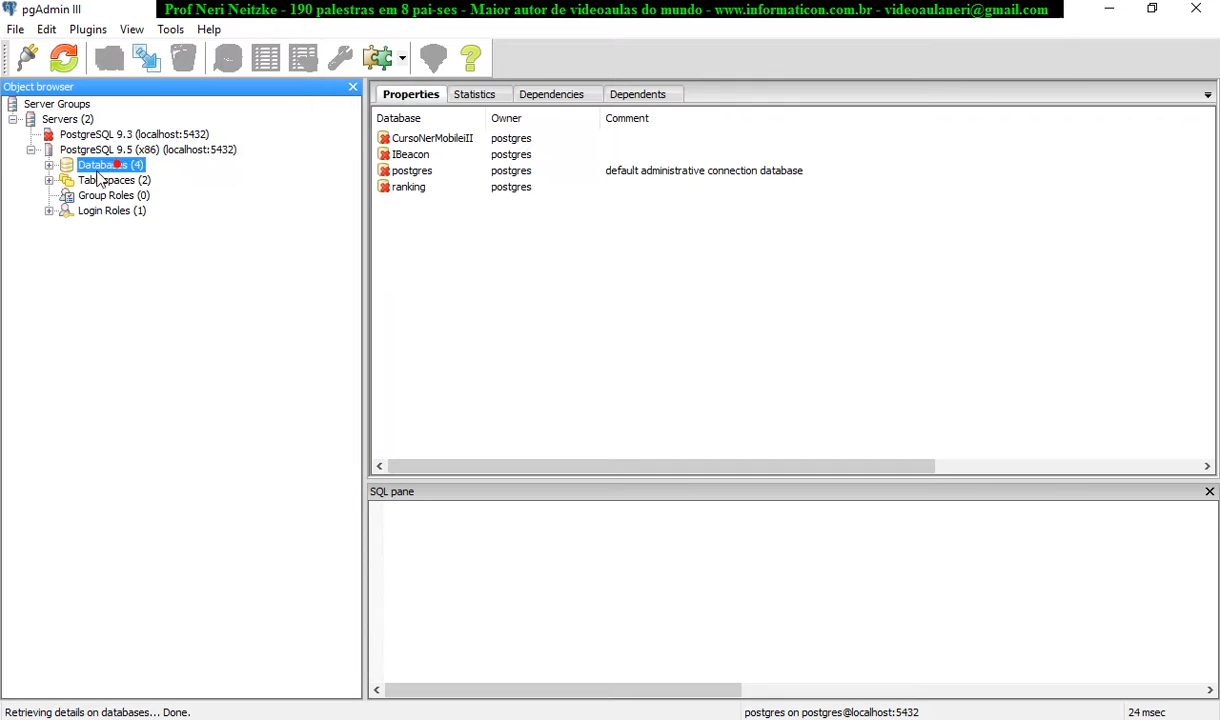 pgAdmin III
Prof Neri Neitzke - 190 palestras em 8 pai-ses - Maior autor de videoaulas do mundo - www.informaticon.com.br - videoaulaneri@gmail.com
File Edit Plugins View Tools Help
Object browser
Server Groups
Servers (2)
PostgreSQL 9.3 (localhost:5432)
PostgreSQL 9.5 (x86) (localhost:5432)
Databases (4)
Tablespaces (2)
Group Roles (0)
Login Roles (1)
Properties Statistics Dependencies Dependents
Database Owner Comment
CursoNerMobileiII postgres
IBeacon postgres
postgres postgres default administrative connection database
ranking postgres
SQL pane
Retrieving details on databases... Done. postgres on postgres@localhost:5432 24 msec